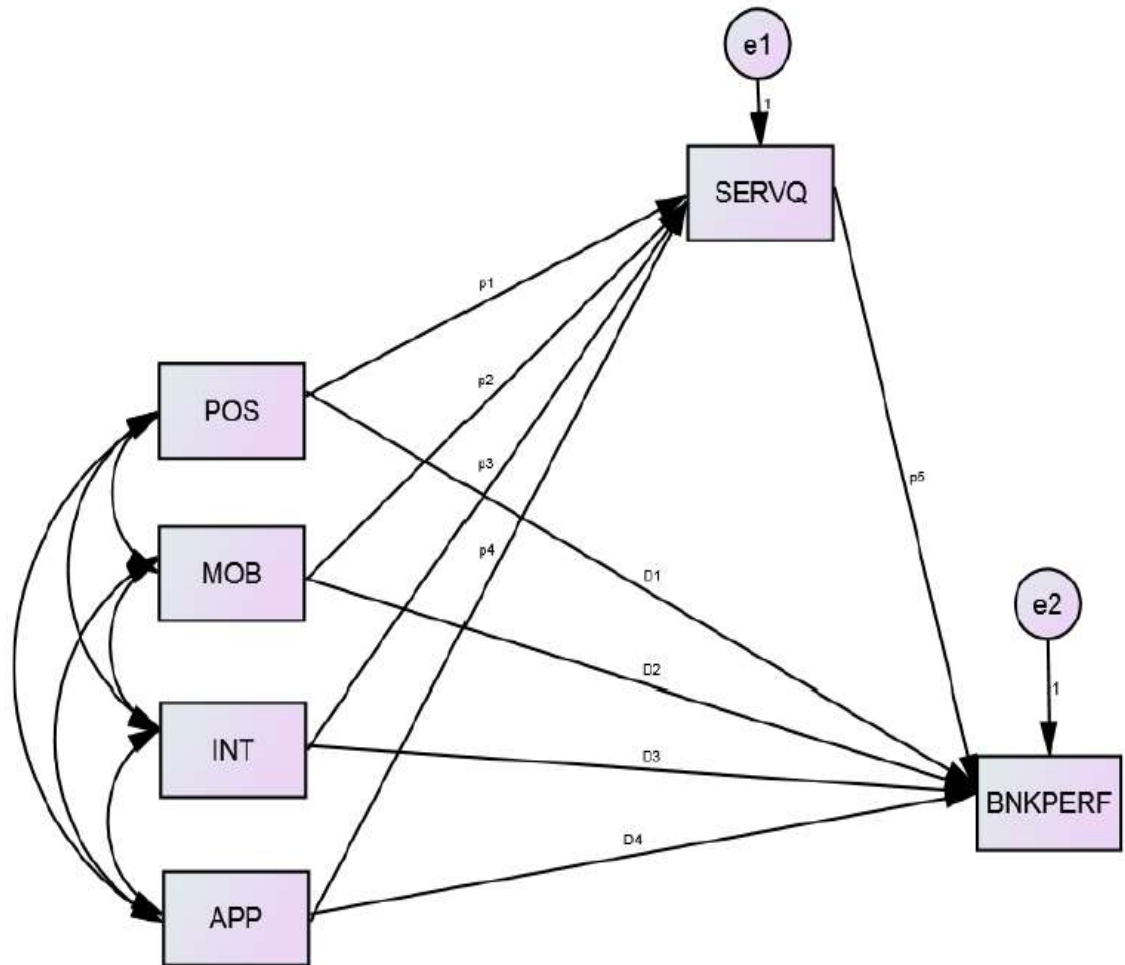 e1
1
SERVQ
p1
POS
p2
p3
p5
MOB
p4
D1
e2
D2
1
INT
D3
BNKPERF
D4
APP